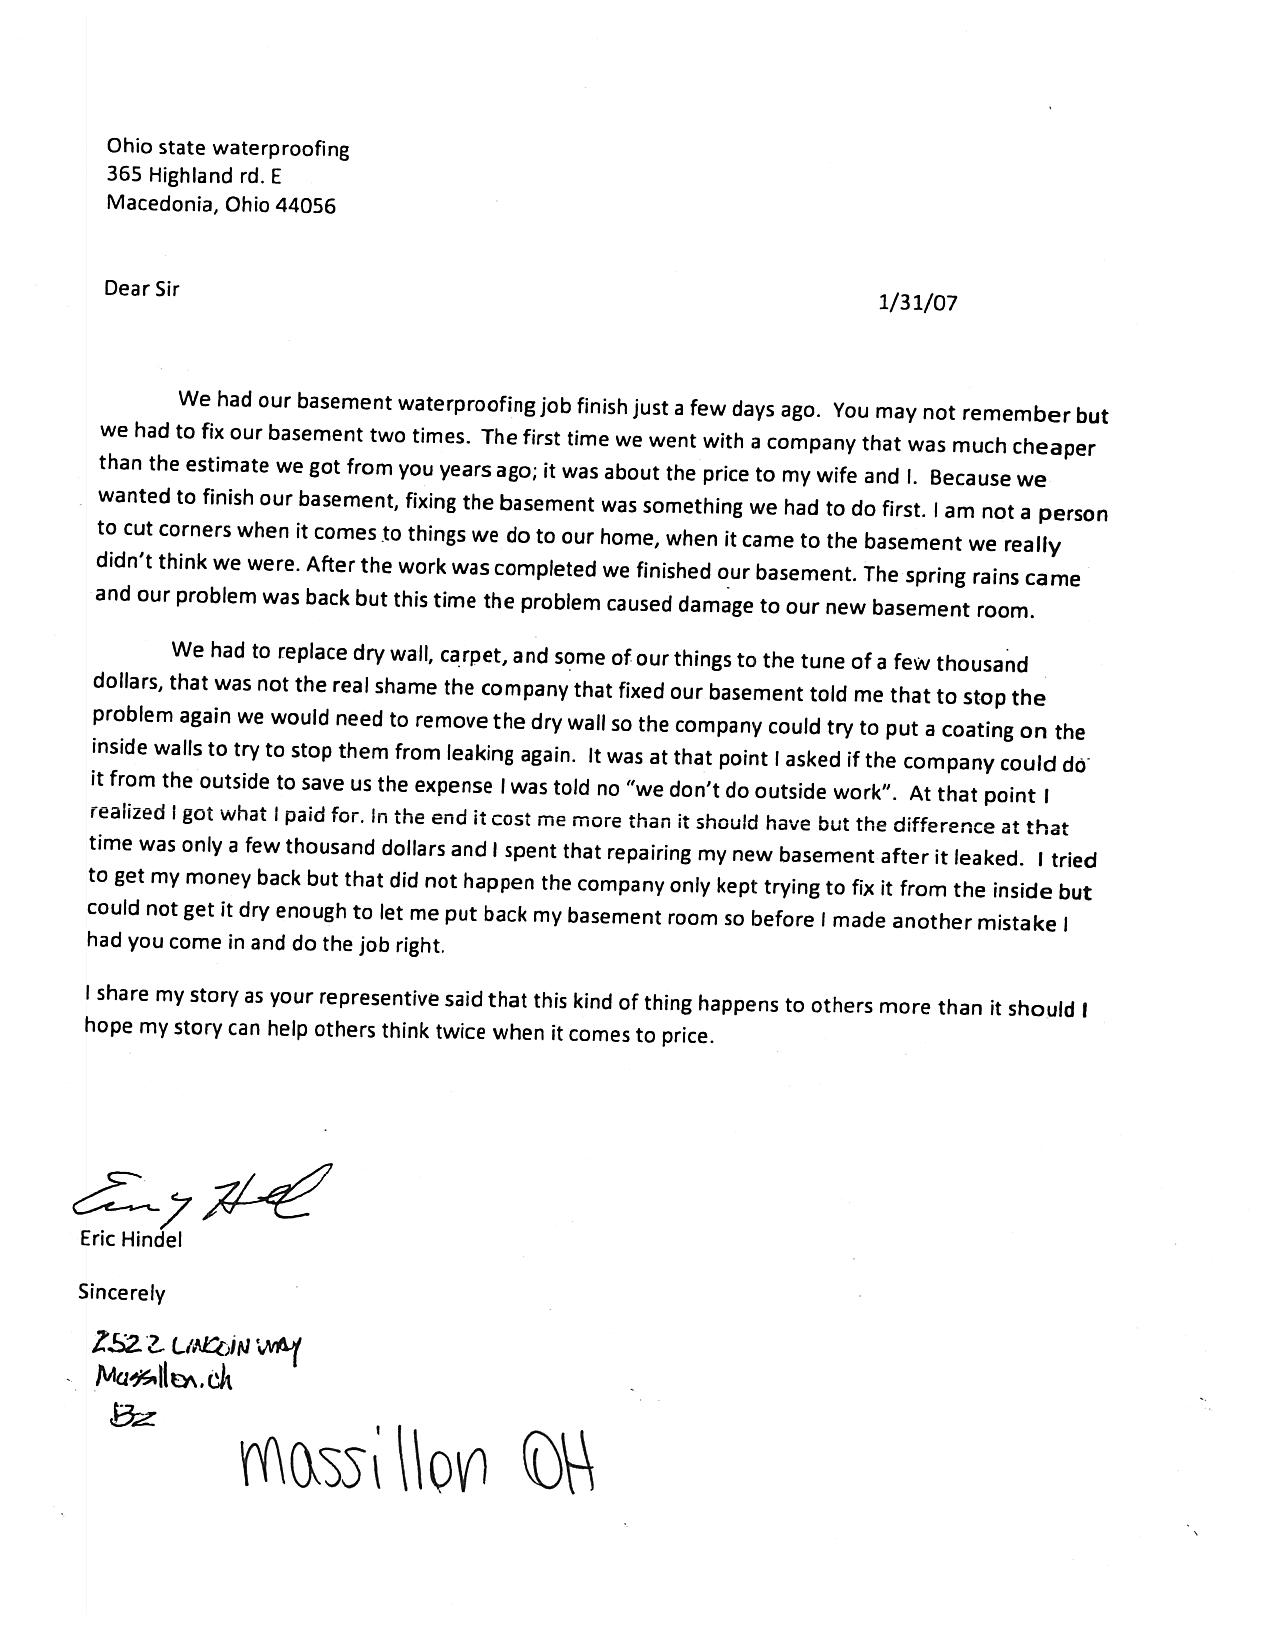 Ohio state waterproofing
365 Highland rd. E
Macedonia, Ohio 44056
Dear Sir
1/31/07
We had our basement waterproofing job finish just a few days ago.  You may not remember but
we had to fix our basement two times.  The first time we went with a company that was much cheaper
than the estimate we got from you years ago; it was about the price to my wife and I.  Because we
wanted to finish our basement, fixing the basement was something we had to do first. I am not a person
to cut corners when it comes to things we do to our home, when it came to the basement we really
didn't think we were. After the work was completed we finished our basement. The spring rains came
and our problem was back but this time the problem caused damage to our new basement room.
We had to replace dry wall, carpet, and some of our things to the tune of a few thousand
dollars, that was not the real shame the company that fixed our basement told me that to stop the
problem again we would need to remove the dry wall so the company could try to put a coating on the
inside walls to try to stop them from leaking again.  It was at that point I asked if the company could do
it from the outside to save us the expense I was told no "we don't do outside work".  At that point I
realized I got what I paid for. In the end it cost me more than it should have but the difference at that
time was only a few thousand dollars and I spent that repairing my new basement after it leaked.  I tried
to get my money back but that did not happen the company only kept trying to fix it from the inside but
could not get it dry enough to let me put back my basement room so before I made another mistake I
had you come in and do the job right.
I share my story as your representive said that this kind of thing happens to others more than it should I
hope my story can help others think twice when it comes to price.
Eric Hindel
Sincerely
2522 LINCOLN WAY
Massillon. oh
Massillon OH